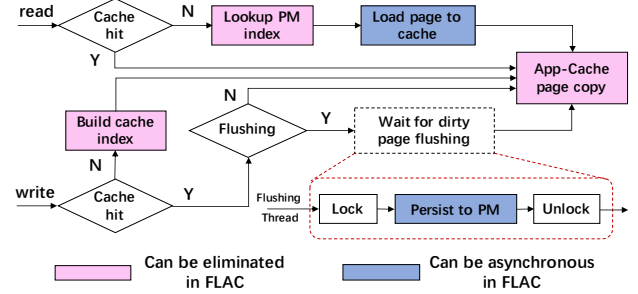 read
Cache
hit
N
Lookup PM
index
Load page to
cache
Y
App-Cache
page copy
Build cache
index
N
Flushing
Y
Wait for dirty
page flushing
N
write
Cache
hit
Y
Flushing
Thread
Lock
Persist to PM
Unlock
Can be eliminated
in FLAC
Can be asynchronous
in FLAC